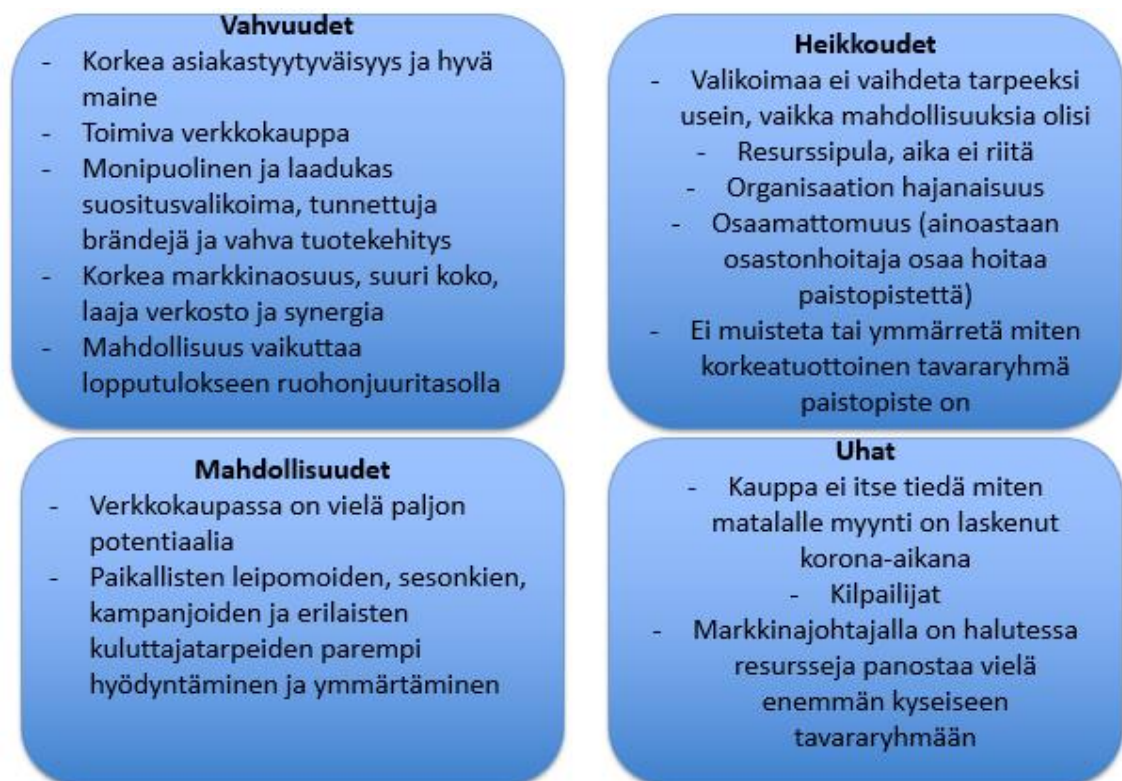 Vahvuudet
- Korkea asiakastyytyväisyys ja hyvä
maine
- Toimiva verkkokauppa
- Monipuolinen ja laadukas
suositusvalikoima, tunnettuja
brändejä ja vahva tuotekehitys
- Korkea markkinaosuus, suuri koko,
laaja verkosto ja synergia
- Mahdollisuus vaikuttaa
lopputulokseen ruohonjuuritasolla
Heikkoudet
- Valikoimaa ei vaihdeta tarpeeksi
usein, vaikka mahdollisuuksia olisi
- Resurssipula, aika ei riitä
- Organisaation hajanaisuus
- Osaamattomuus (ainoastaan
osastonhoitaja osaa hoitaa
paistopistettä)
- Ei muisteta tai ymmärretä miten
korkeatuottoinen tavararyhmä
paistopiste on
Mahdollisuudet
- Verkkokaupassa on vielä paljon
potentiaalia
- Paikallisten leipomoiden, sesonkien,
kampanjoiden ja erilaisten
kuluttajatarpeiden parempi
hyödyntäminen ja ymmärtäminen
Uhat
- Kauppa ei itse tiedä miten
matalalle myynti on laskenut
korona-aikana
- Kilpailijat
- Markkinajohtajalla on halutessa
resursseja panostaa vielä
enemmän kyseiseen
tavararyhmään